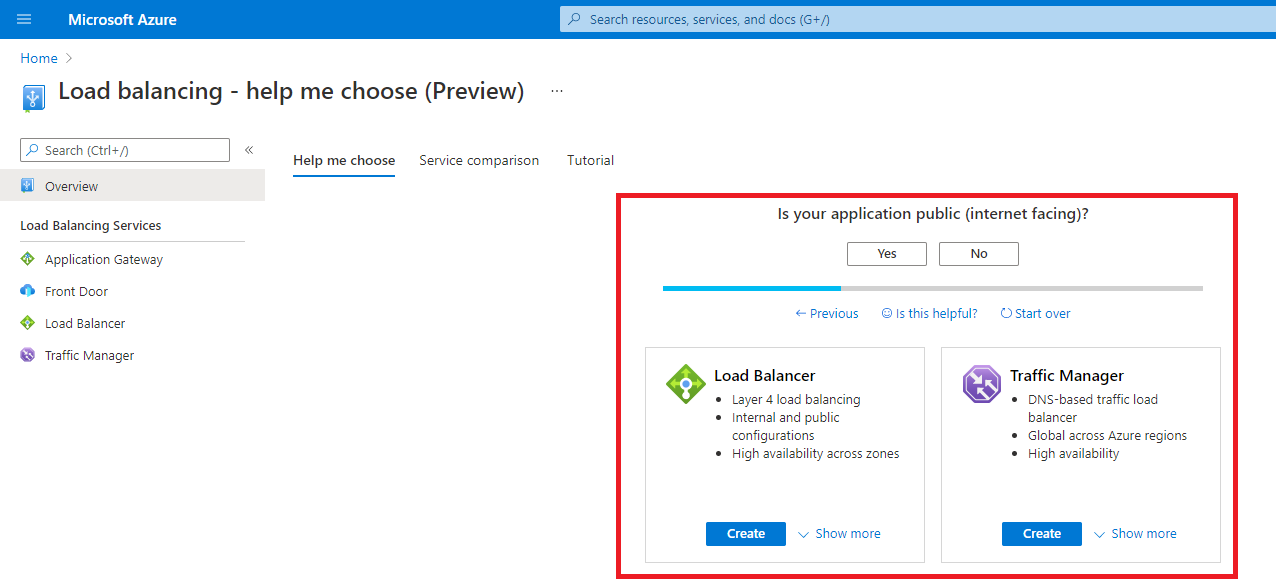 Microsoft Azure
Search resources, services, and docs (G+/)
Home
Load balancing - help me choose (Preview)
...
Search (Ctrl+/)
«
Overview
Load Balancing Services
Application Gateway
Front Door
Load Balancer
Traffic Manager
Help me choose
Service comparison
Tutorial
Is your application public (internet facing)?
Yes
No
← Previous
Is this helpful?
Start over
Load Balancer
• Layer 4 load balancing
• Internal and public
configurations
• High availability across zones
Create
Show more
Traffic Manager
• DNS-based traffic load
balancer
• Global across Azure regions
• High availability
Create
Show more